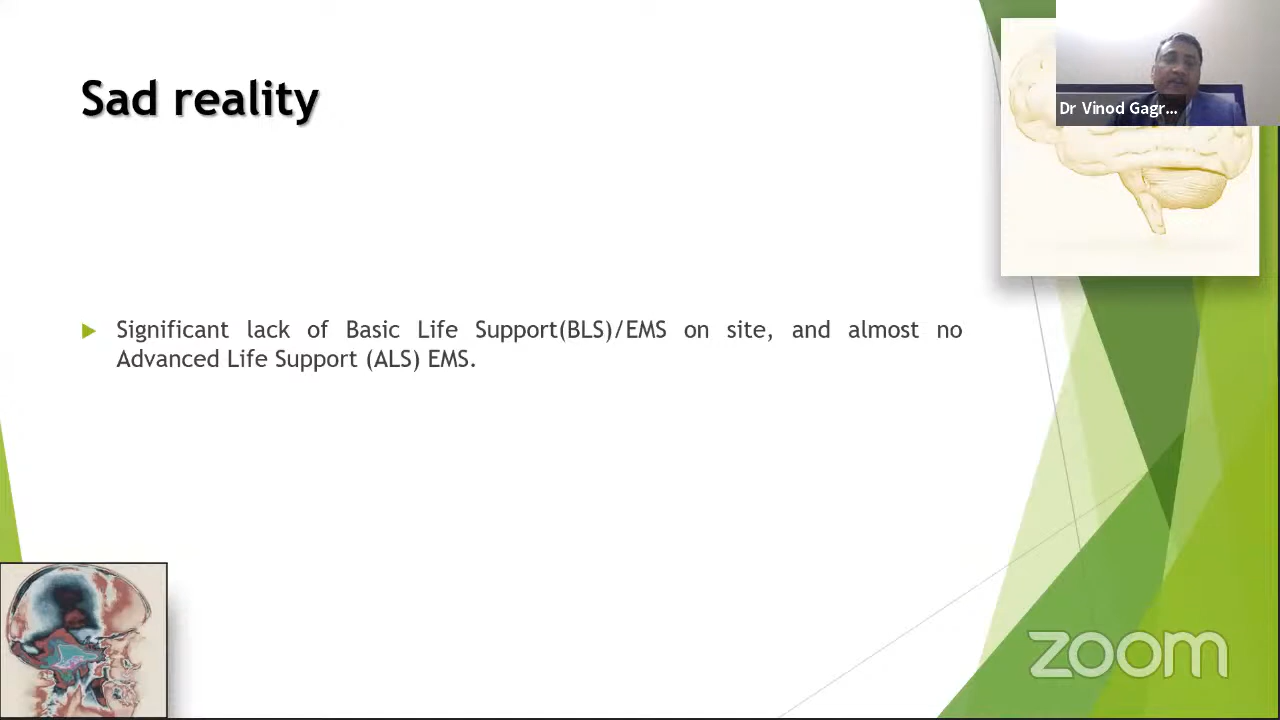 Sad reality
Dr Vinod Gagr...
Significant lack of Basic Life Support(BLS)/EMS on site, and almost no
Advanced Life Support (ALS) EMS.
zoom